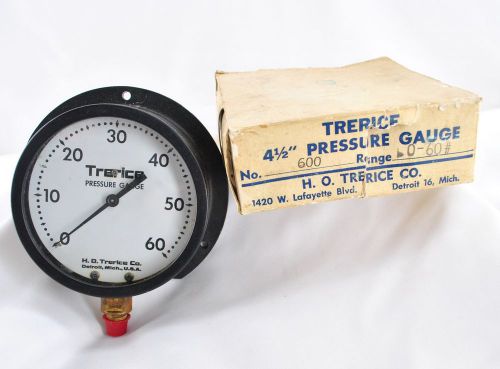 30
20
40
Trerice
PRESSURE GAUGE
10
50
0
60
H. O. Trerice Co.
Detroit, Mich., U.S.A.
TRERICE
4½" PRESSURE GAUGE
No. 600 Range 0-60#
H. O. TRERICE CO.
1420 W. Lafayette Blvd. Detroit 16, Mich.